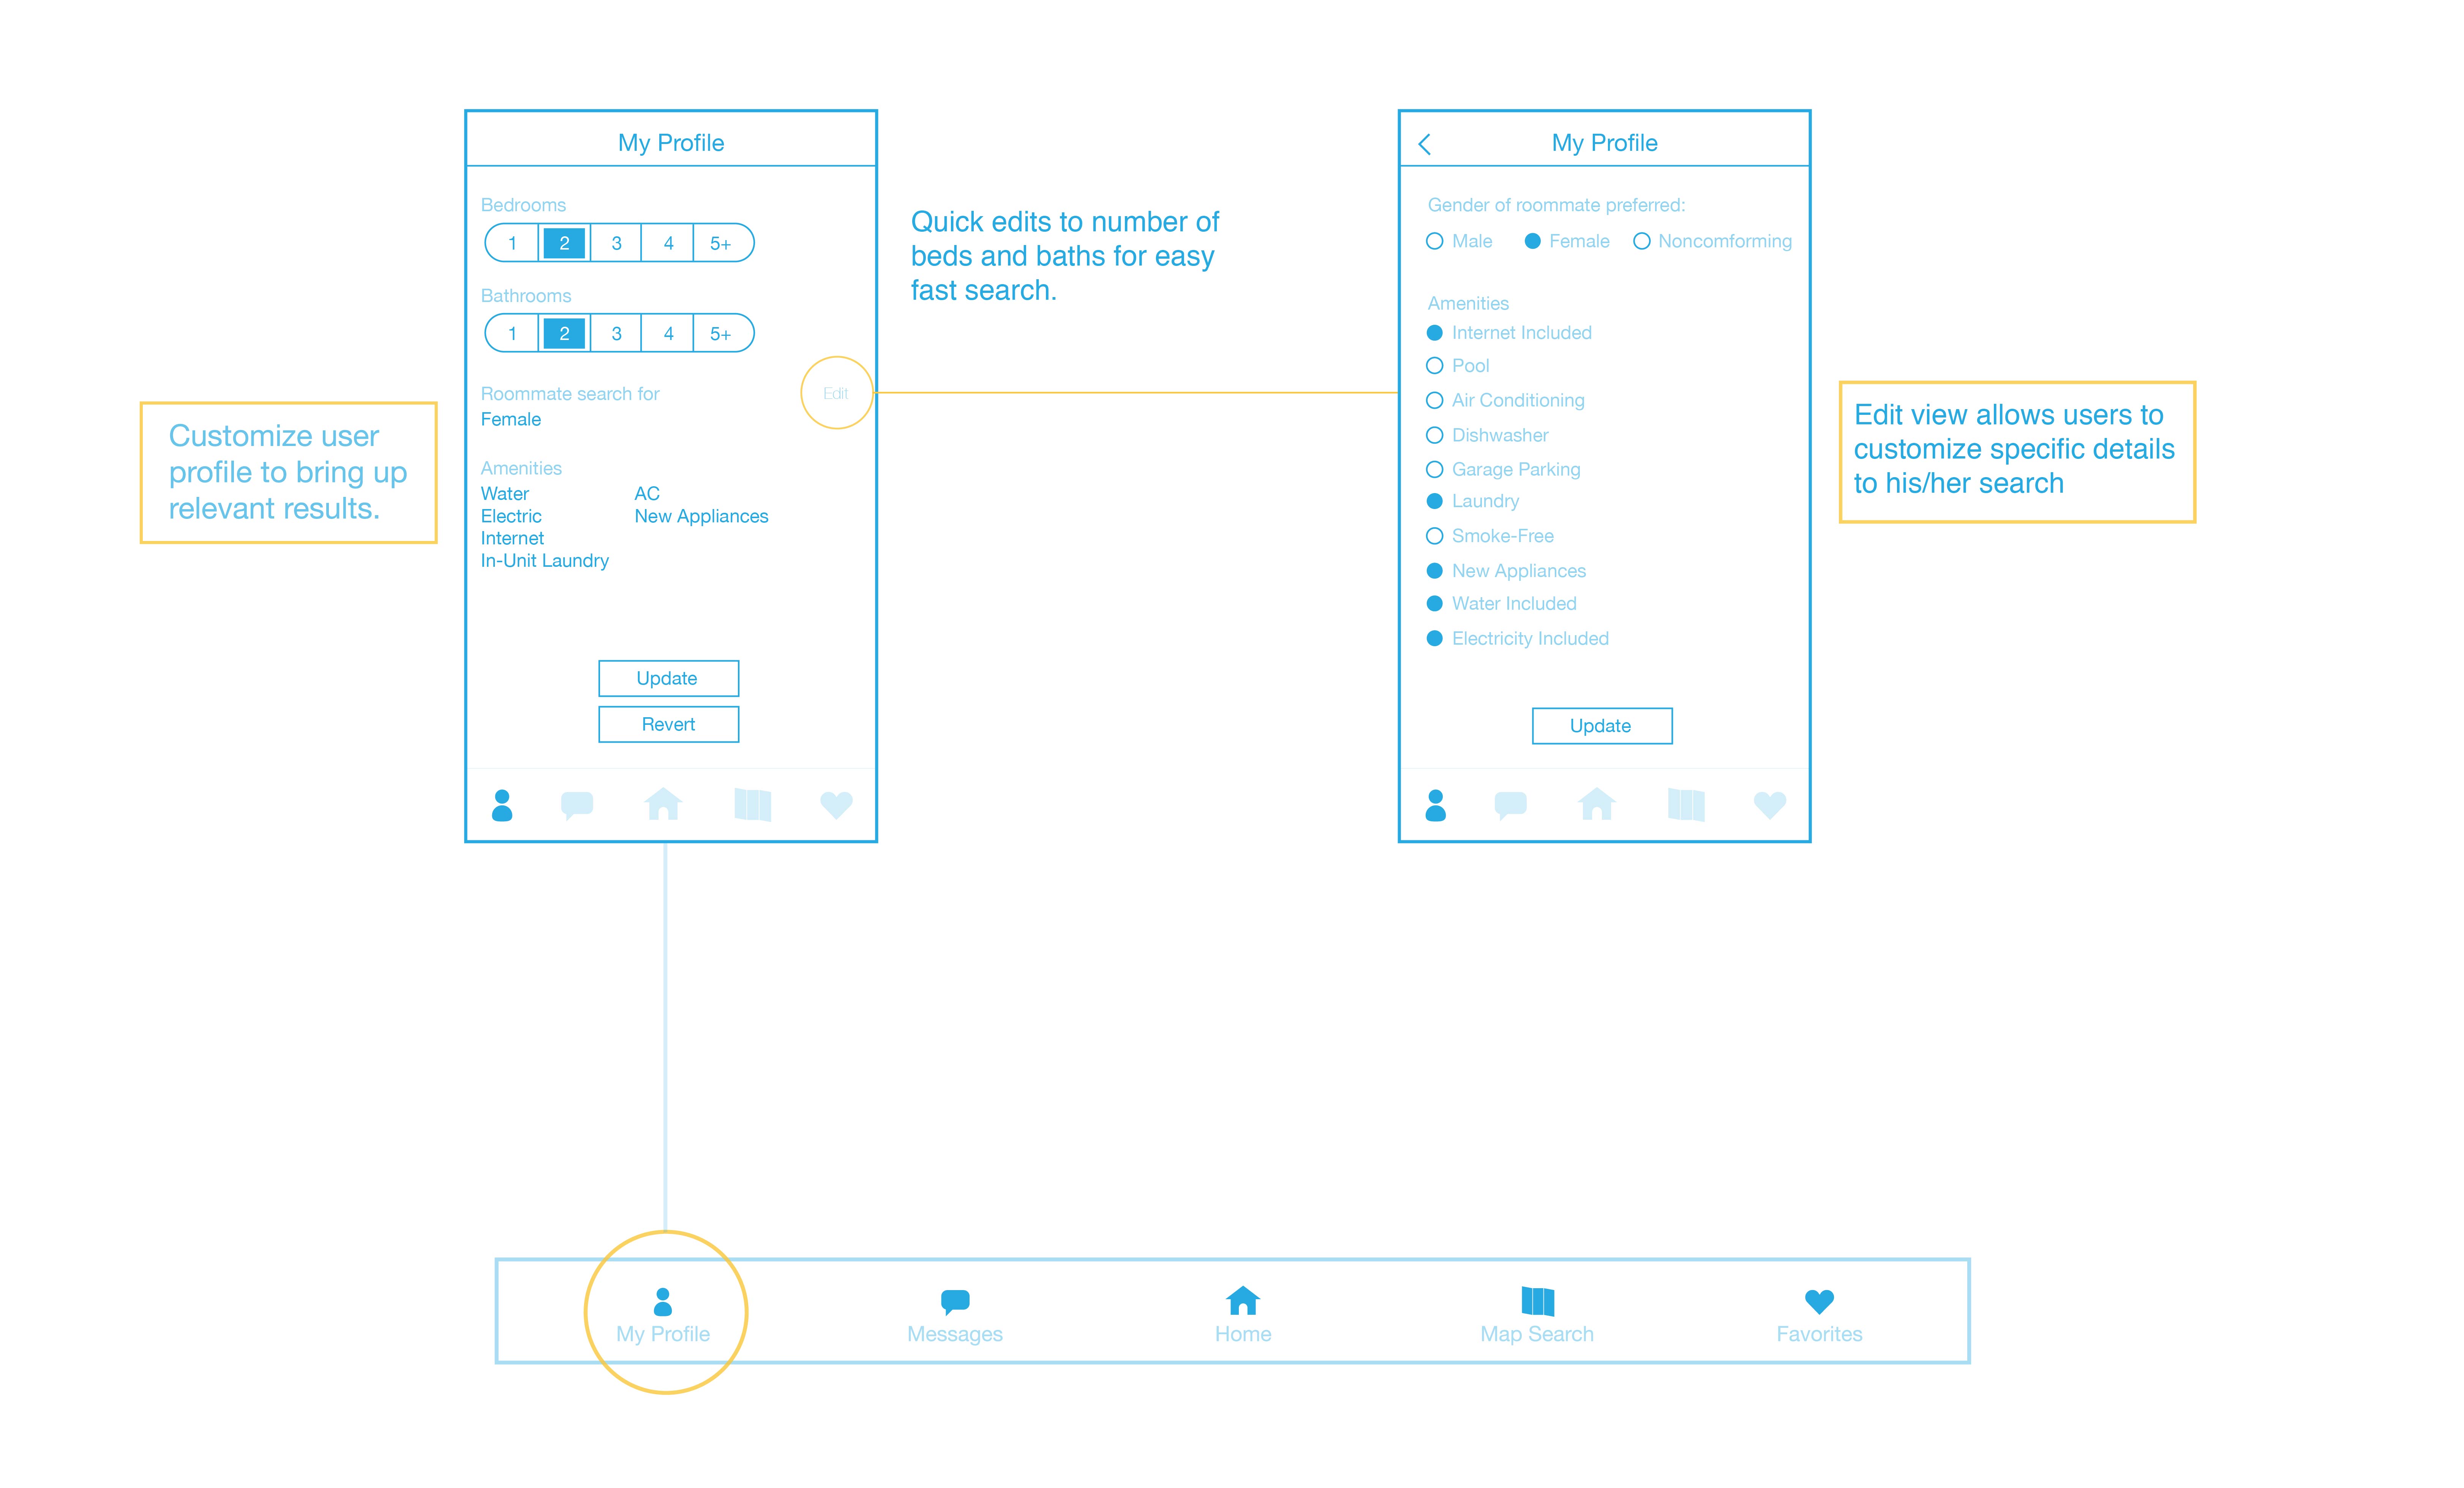 Customize user
profile to bring up
relevant results.
My Profile
Bedrooms
1 2 3 4 5+
Bathrooms
1 2 3 4 5+
Roommate search for
Edit
Female
Amenities
Water AC
Electric New Appliances
Internet
In-Unit Laundry
Update
Revert
Quick edits to number of
beds and baths for easy
fast search.
My Profile
Gender of roommate preferred:
Male Female Noncomforming
Amenities
Internet Included
Pool
Air Conditioning
Dishwasher
Garage Parking
Laundry
Smoke-Free
New Appliances
Water Included
Electricity Included
Update
Edit view allows users to
customize specific details
to his/her search
My Profile Messages Home Map Search Favorites